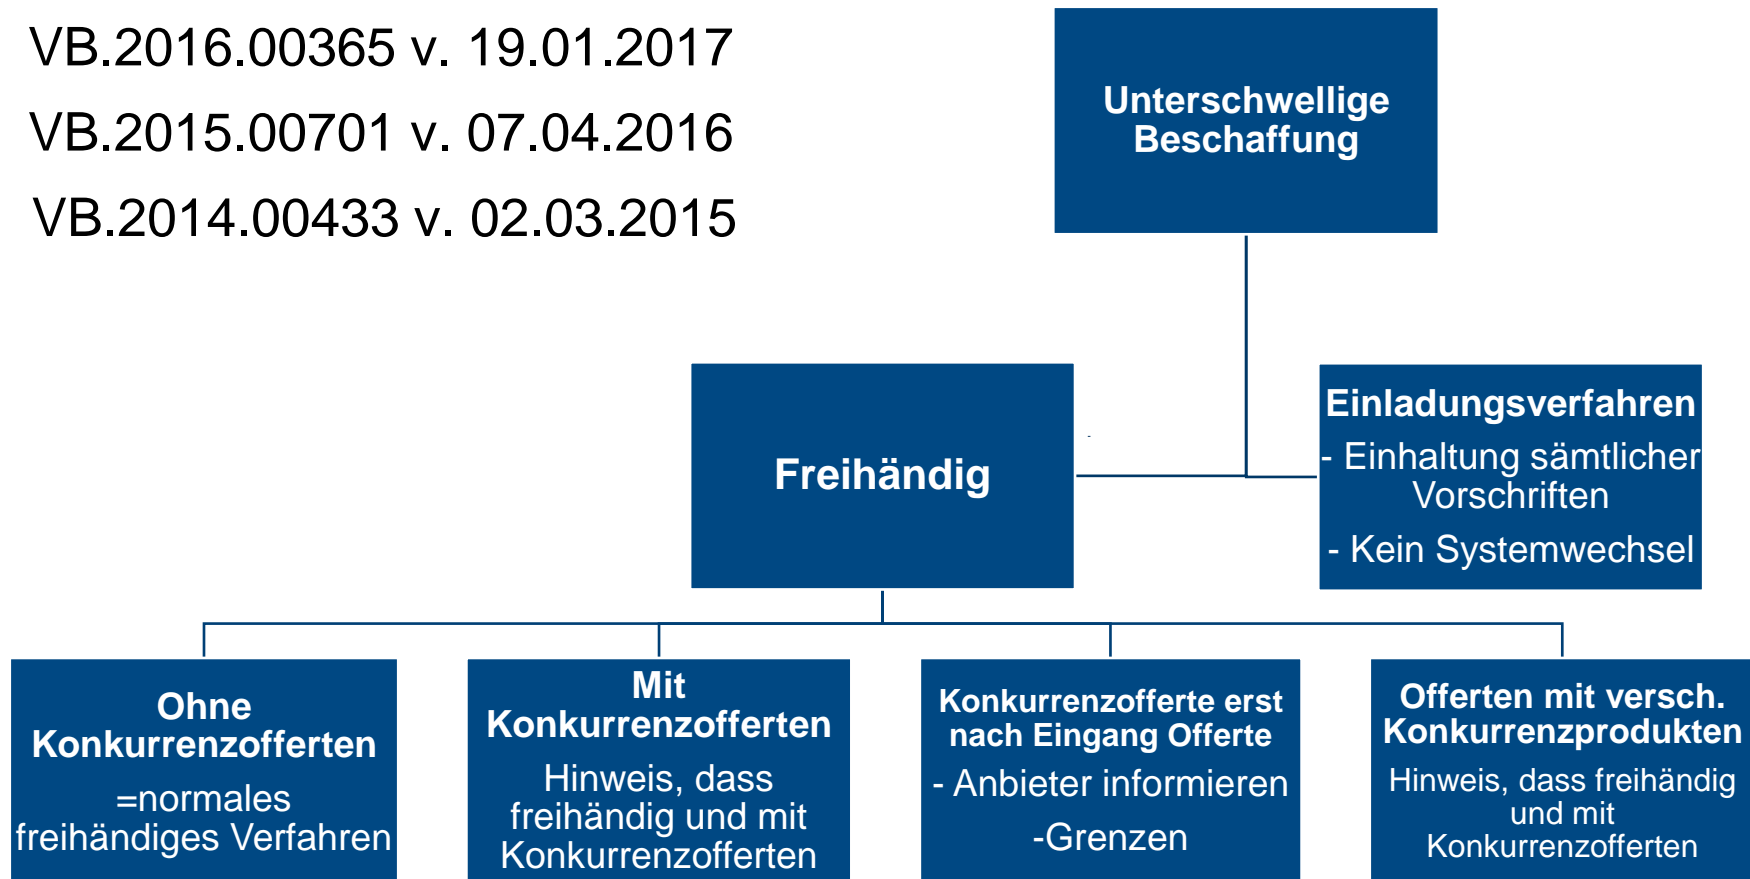 VB.2016.00365 v. 19.01.2017
VB.2015.00701 v. 07.04.2016
VB.2014.00433 v. 02.03.2015
Unterschwellige
Beschaffung
Freihändig
Einladungsverfahren
- Einhaltung sämtlicher
Vorschriften
- Kein Systemwechsel
Ohne
Konkurrenzofferten
=normales
freihändiges Verfahren
Mit
Konkurrenzofferten
Hinweis, dass
freihändig und mit
Konkurrenzofferten
Konkurrenzofferte erst
nach Eingang Offerte
- Anbieter informieren
-Grenzen
Offerten mit versch.
Konkurrenzprodukten
Hinweis, dass freihändig
und mit
Konkurrenzofferten